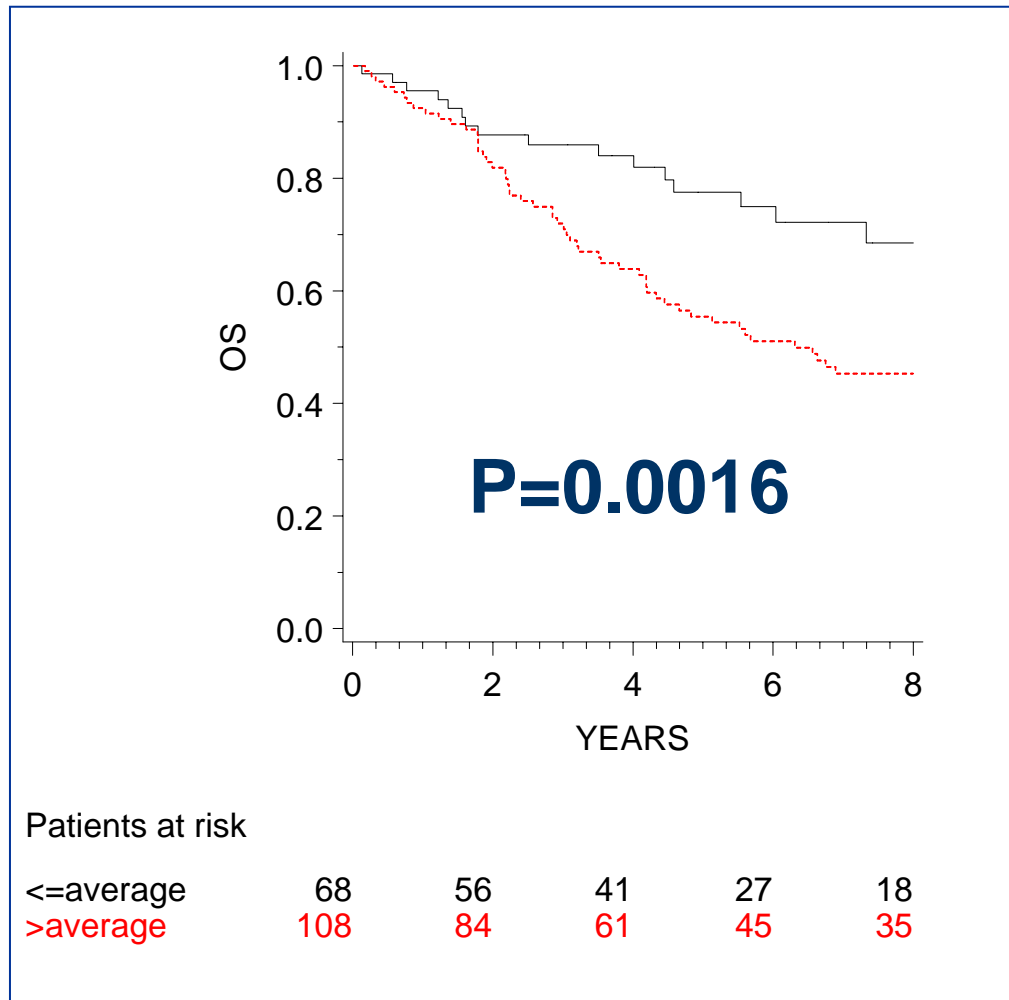 1.0
0.8
0.6
0.4
0.2
0.0
OS
P=0.0016
0 2 4 6 8
YEARS
Patients at risk
<=average 68 56 41 27 18
>average 108 84 61 45 35